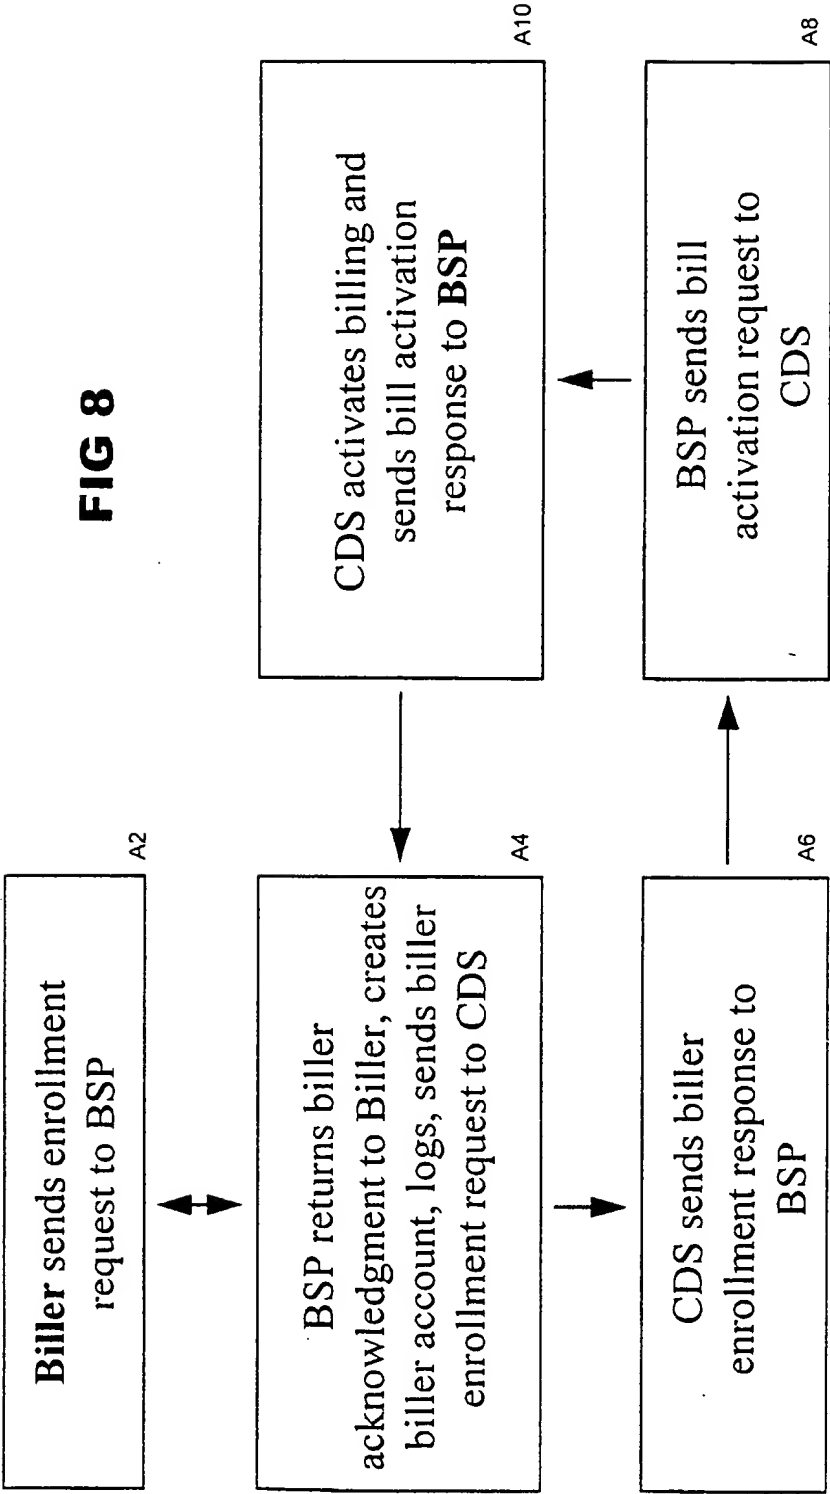 FIG 8
Biller sends enrollment
request to BSP
A2
BSP returns biller
acknowledgment to Biller, creates
biller account, logs, sends biller
enrollment request to CDS
A4
CDS sends biller
enrollment response to
BSP
A6
BSP sends bill
activation request to
CDS
A8
CDS activates billing and
sends bill activation
response to BSP
A10